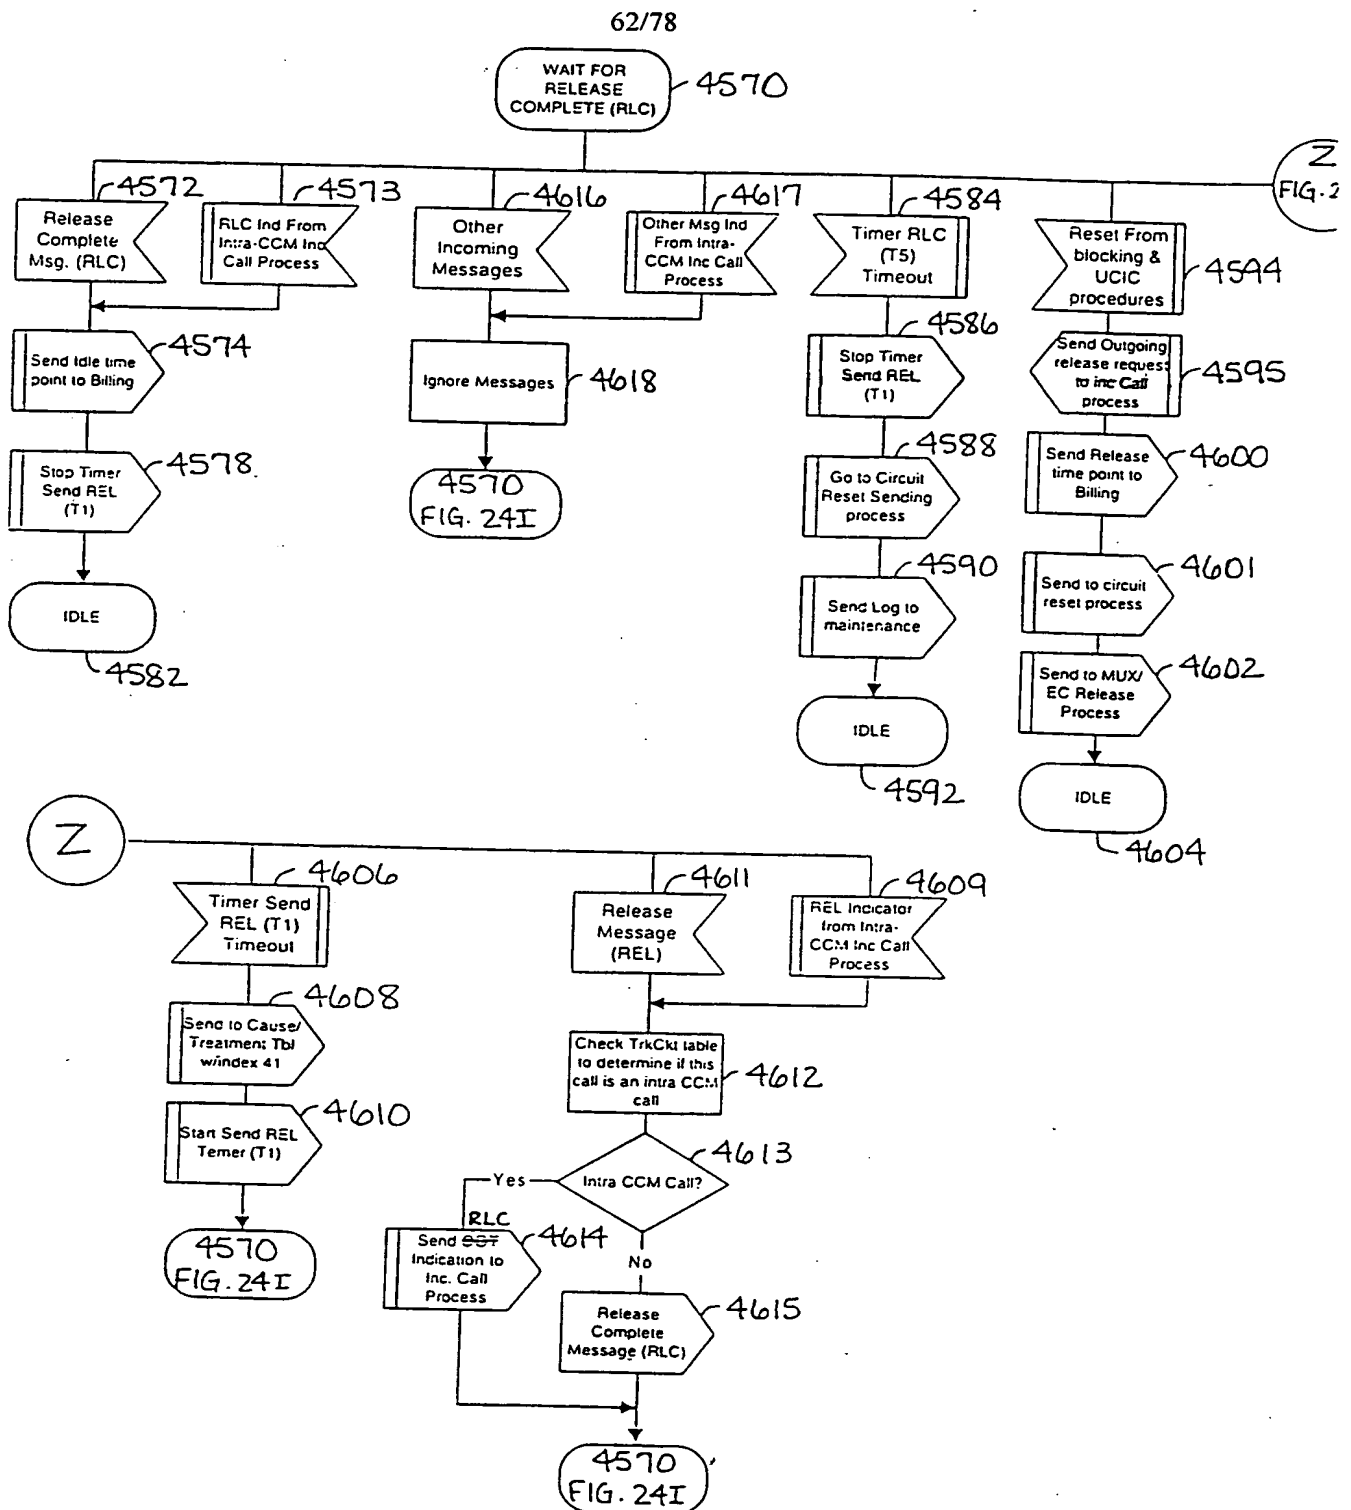 62/78
WAIT FOR
RELEASE
COMPLETE (RLC)
4570
Z
FIG. 2
4572
Release
Complete
Msg. (RLC)
4573
RLC Ind From
Intra-CCM Inc
Call Process
4616
Other
Incoming
Messages
4617
Other Msg Ind
From Intra-
CCM Inc Call
Process
4584
Timer RLC
(T5)
Timeout
Reset From
blocking &
UCIC
procedures
4594
Send Idle time
point to Billing
4574
Ignore Messages
4618
4586
Stop Timer
Send REL
(T1)
Send Outgoing
release request
to inc Call
process
4595
Stop Timer
Send REL
(T1)
4578
4570
FIG. 24I
4588
Go to Circuit
Reset Sending
process
Send Release
time point to
Billing
4600
IDLE
4582
4590
Send Log to
maintenance
Send to circuit
reset process
4601
IDLE
4592
Send to MUX/
EC Release
Process
4602
IDLE
4604
Z
4606
Timer Send
REL (T1)
Timeout
4611
Release
Message
(REL)
4609
REL Indicator
from Intra-
CCM Inc Call
Process
4608
Send to Cause/
Treatment Tbl
w/index 41
Check TrkCkt table
to determine if this
call is an intra CCM
call
4612
4610
Start Send REL
Temer (T1)
4613
Intra CCM Call?
Yes
No
4570
FIG. 24I
RLC
Send
Indication to
Inc. Call
Process
4614
Release
Complete
Message (RLC)
4615
4570
FIG. 24I